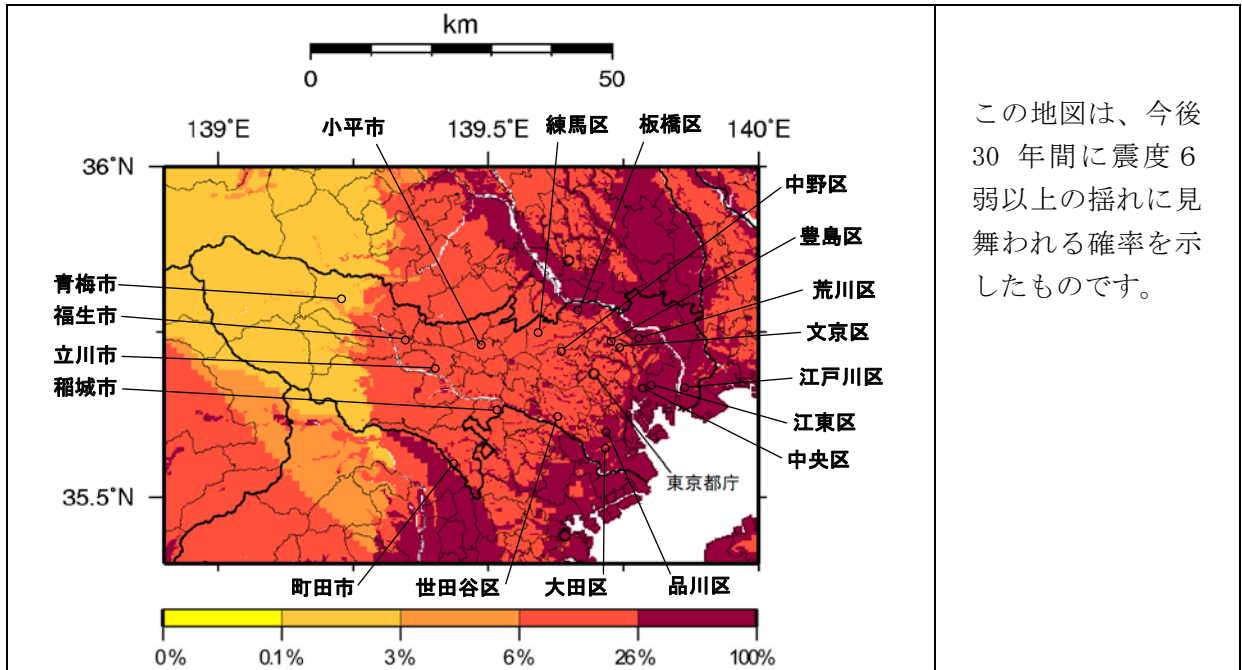 km
0 50
139˚E 小平市 139.5˚E 練馬区 板橋区 140˚E
36˚N
中野区
豊島区
青梅市
荒川区
福生市
文京区
立川市
江戸川区
稲城市
江東区
中央区
東京都庁
35.5˚N
町田市 世田谷区 大田区 品川区
0% 0.1% 3% 6% 26% 100%
この地図は、今後
30 年間に震度６
弱以上の揺れに見
舞われる確率を示
したものです。